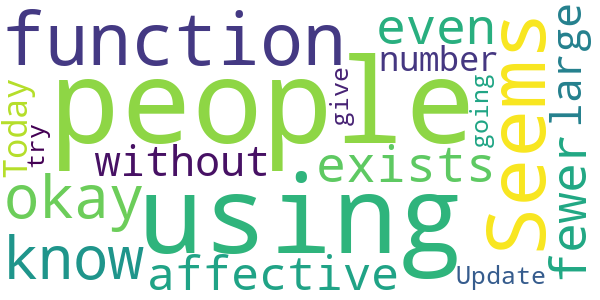 function
even
Seems
large
people
number
Today
try
give
going
without
exists
fewer
okay
using
know
affective
Update